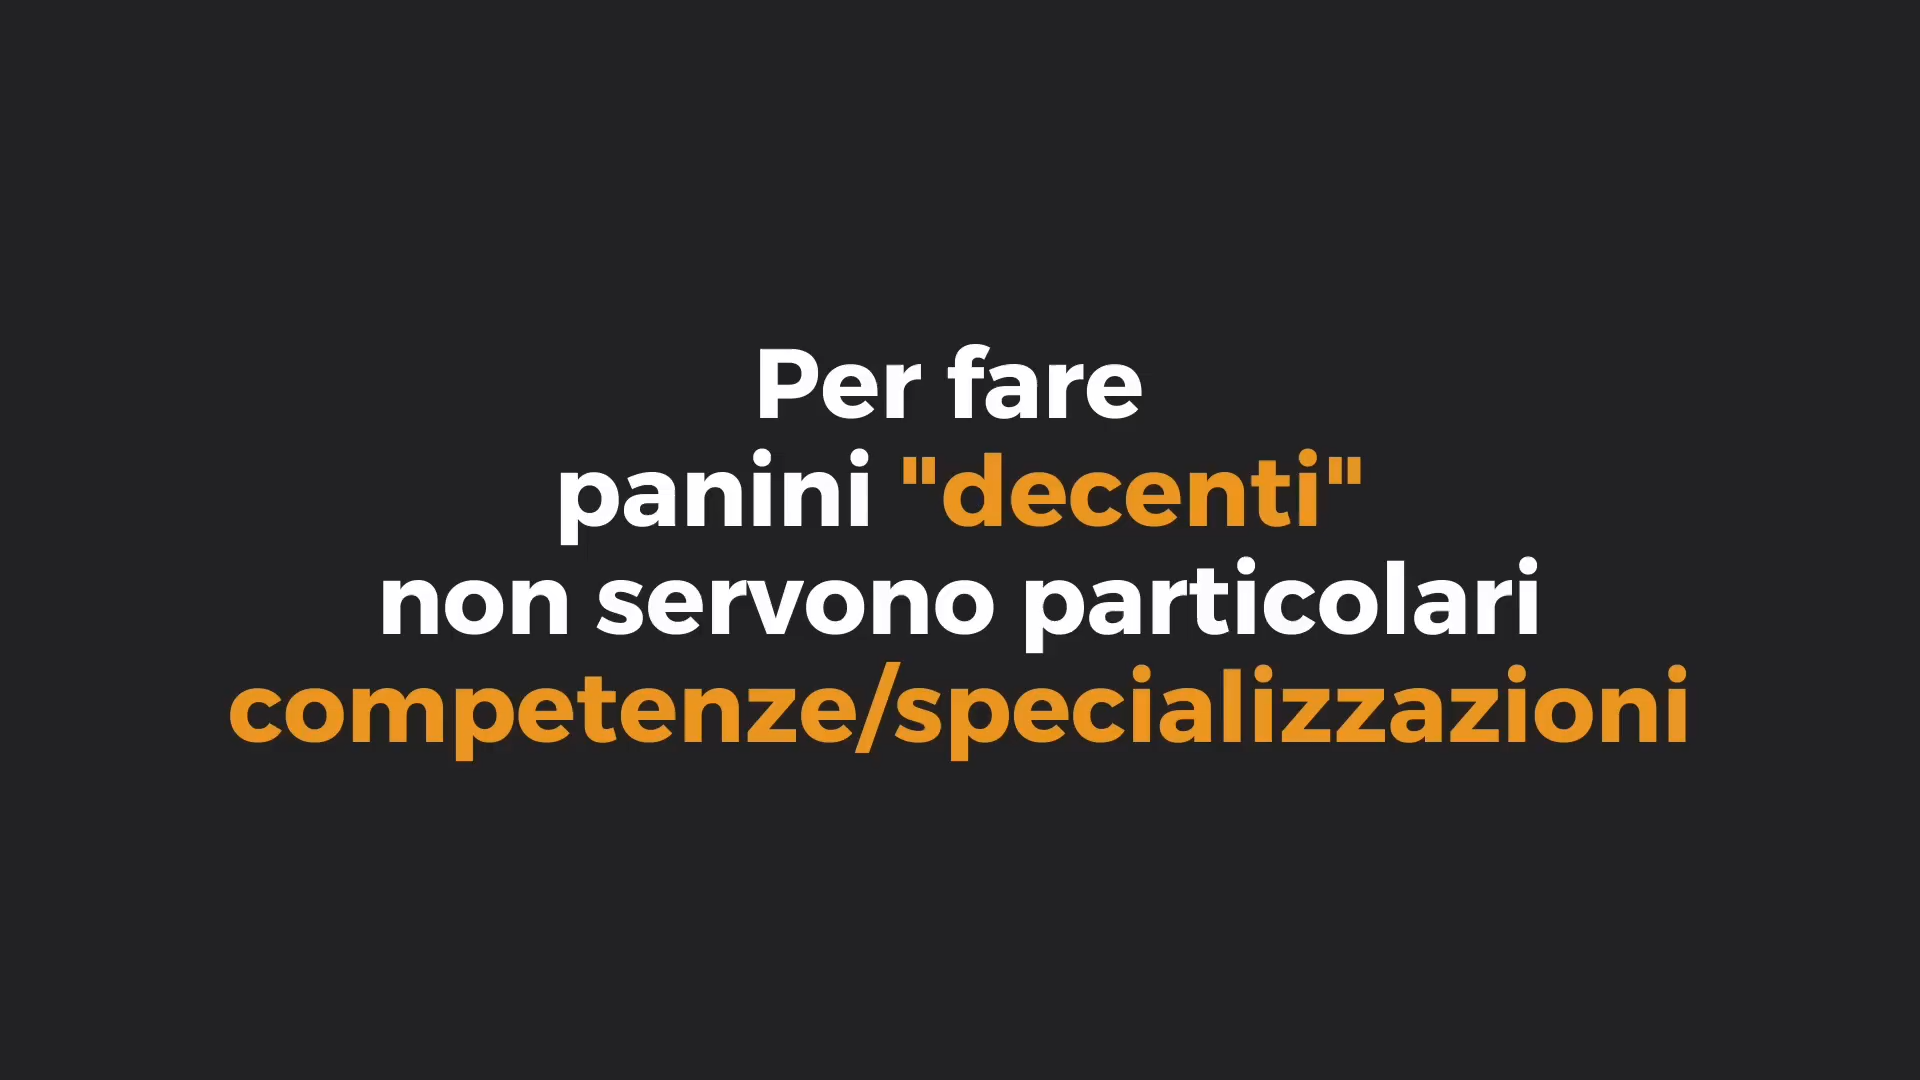 Per fare
panini "decenti"
non servono particolari
competenze/specializzazioni